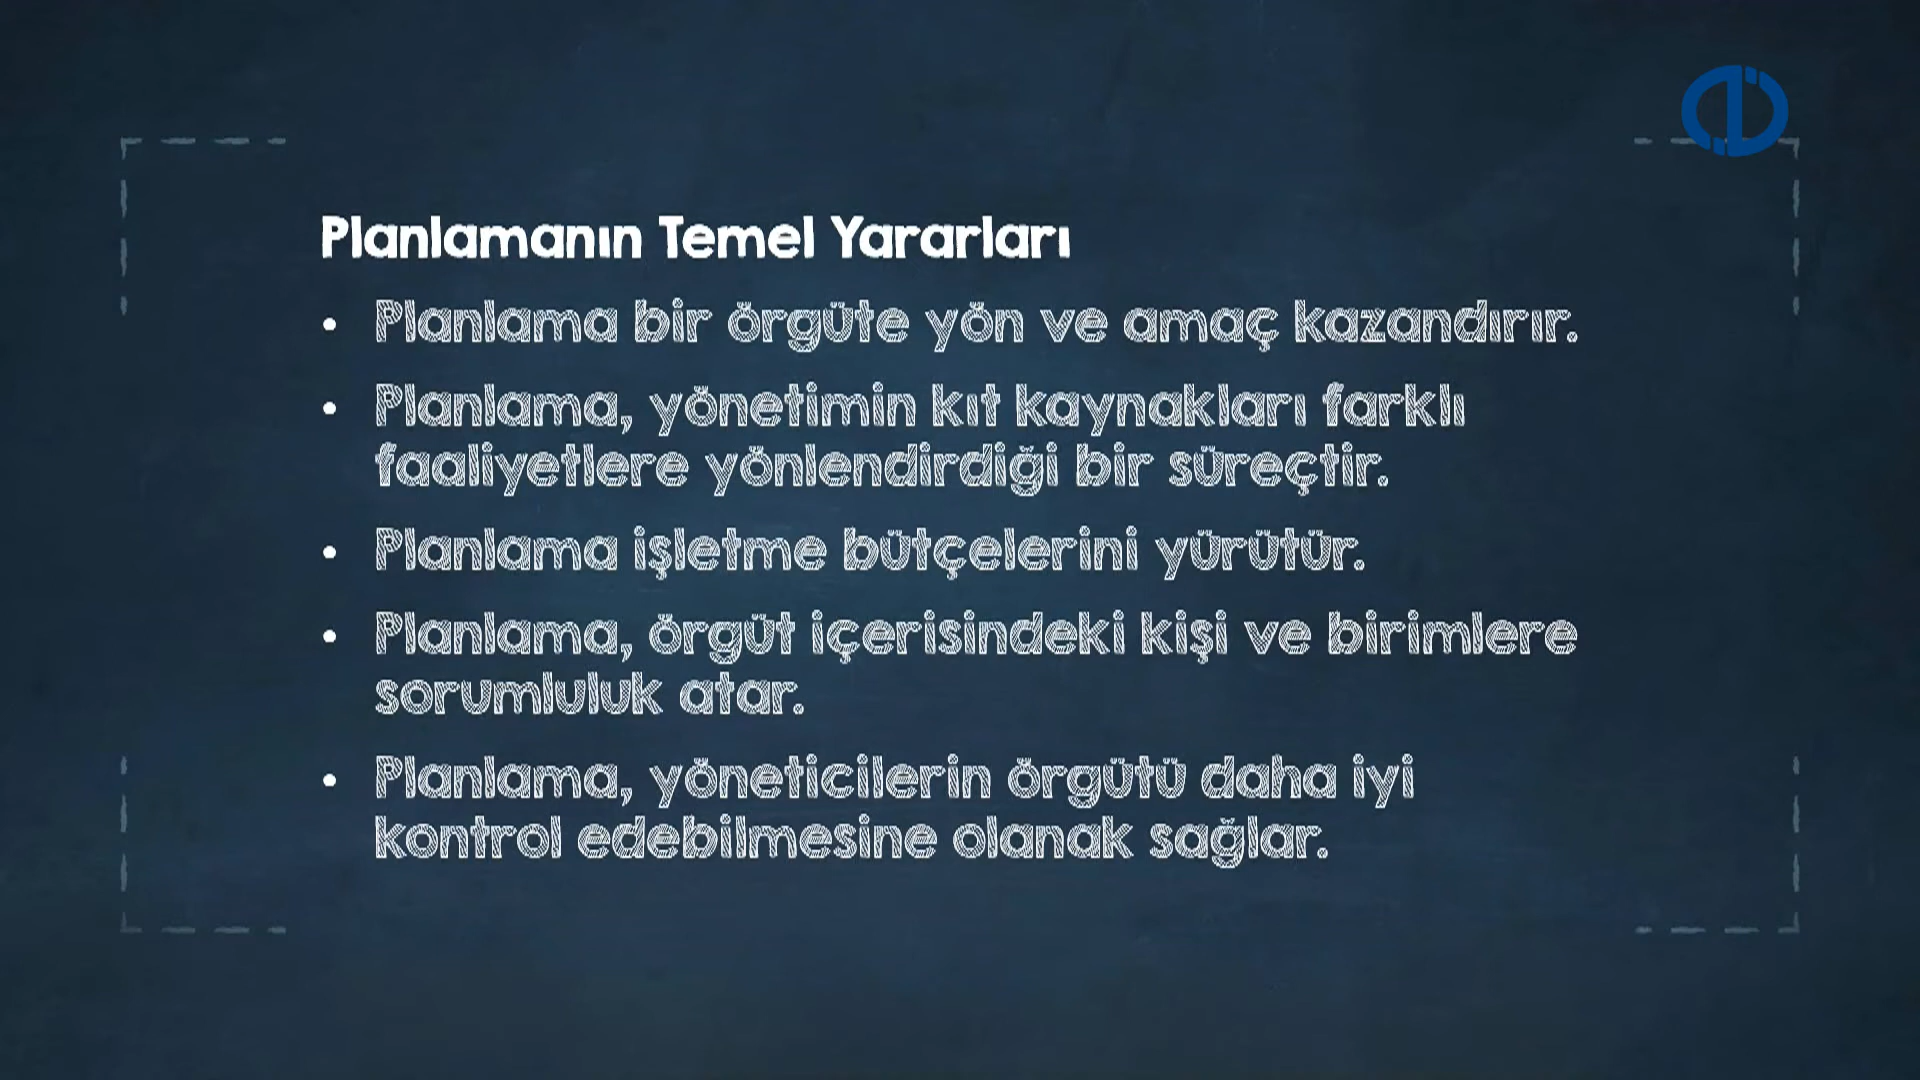 Planlamanın Temel Yararları
• Planlama bir örgüte yön ve amaç kazandırır.
• Planlama, yönetimin kıt kaynakları farklı
faaliyetlere yönlendirdiği bir süreçtir.
• Planlama işletme bütçelerini yürütür.
• Planlama, örgüt içerisindeki kişi ve birimlere
sorumluluk atar.
• Planlama, yöneticilerin örgütü daha iyi
kontrol edebilmesine olanak sağlar.